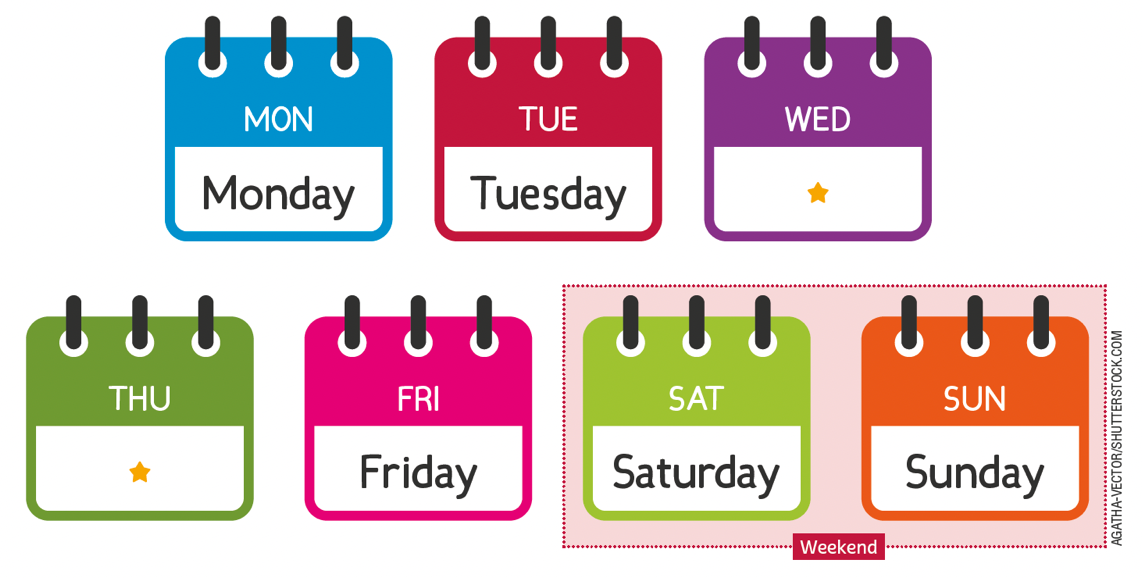 MON
Monday
TUE
Tuesday
WED
THU
FRI
Friday
SAT
Saturday
SUN
Sunday
Weekend
AGATHA-VECTOR/SHUTTERSTOCK.COM